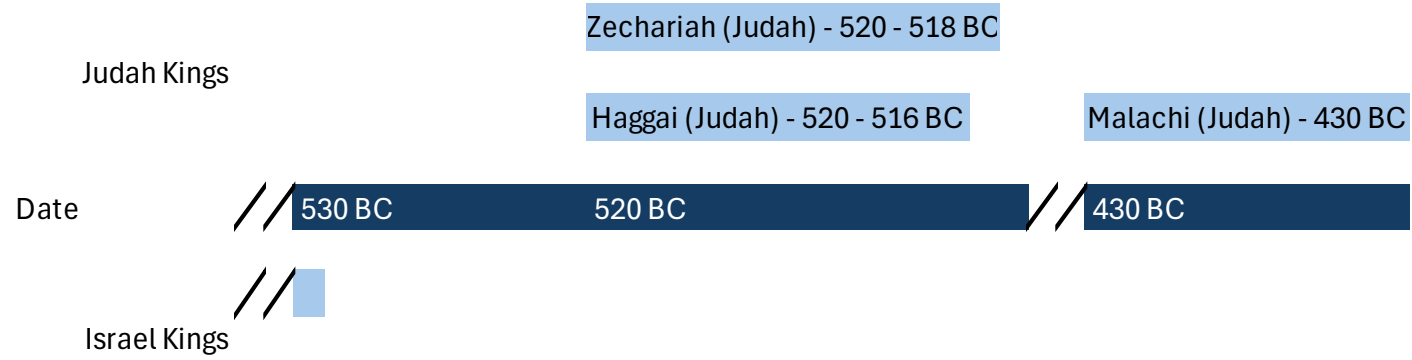 Zechariah (Judah) - 520 - 518 BC
Judah Kings
Haggai (Judah) - 520 - 516 BC
Malachi (Judah) - 430 BC
Date
530 BC
520 BC
430 BC
Israel Kings